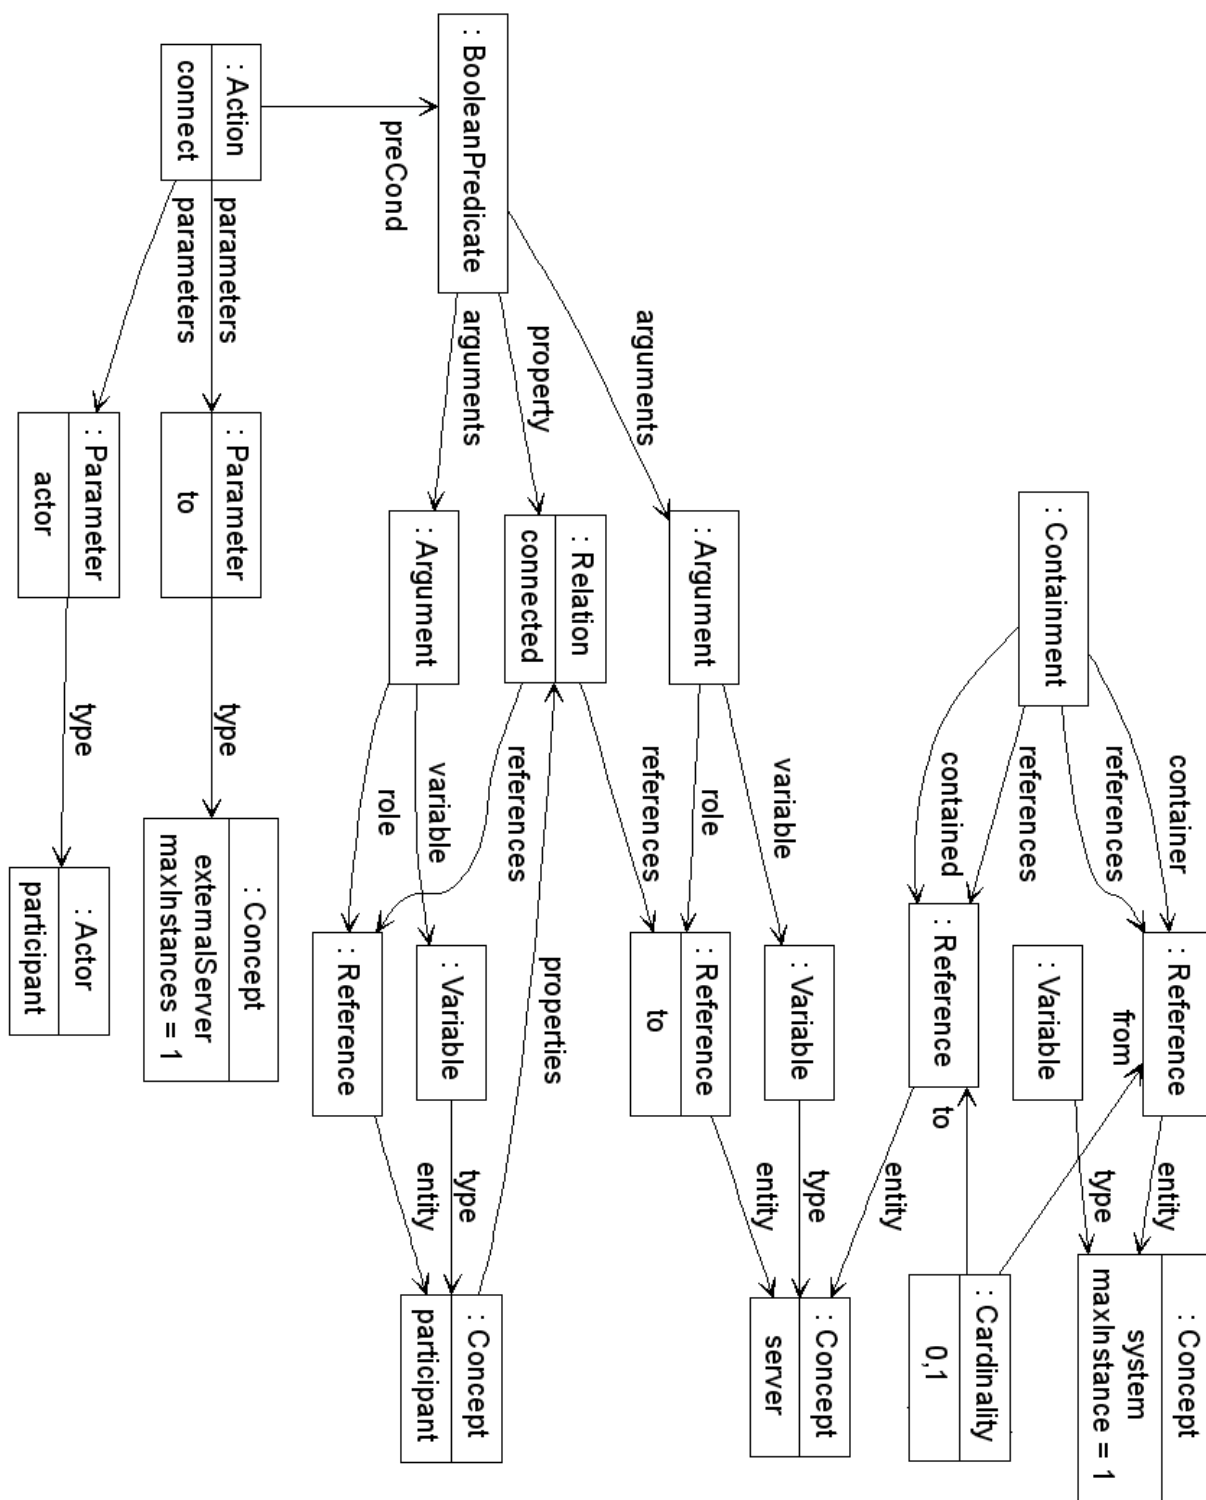 : Action
connect
preCond
: BooleanPredicate
parameters
parameters
: Parameter
actor
: Parameter
to
type
type
: Actor
participant
: Concept
externalServer
maxInstances = 1
arguments
property
arguments
: Argument
: Relation
connected
: Argument
role
variable
references
references
role
variable
: Reference
: Variable
properties
: Reference
to
: Variable
entity
type
entity
type
: Concept
participant
: Concept
server
: Containment
contained
references
references
container
: Reference
: Variable
: Reference
from
to
entity
type
entity
: Cardinality
0,1
: Concept
system
maxInstance = 1